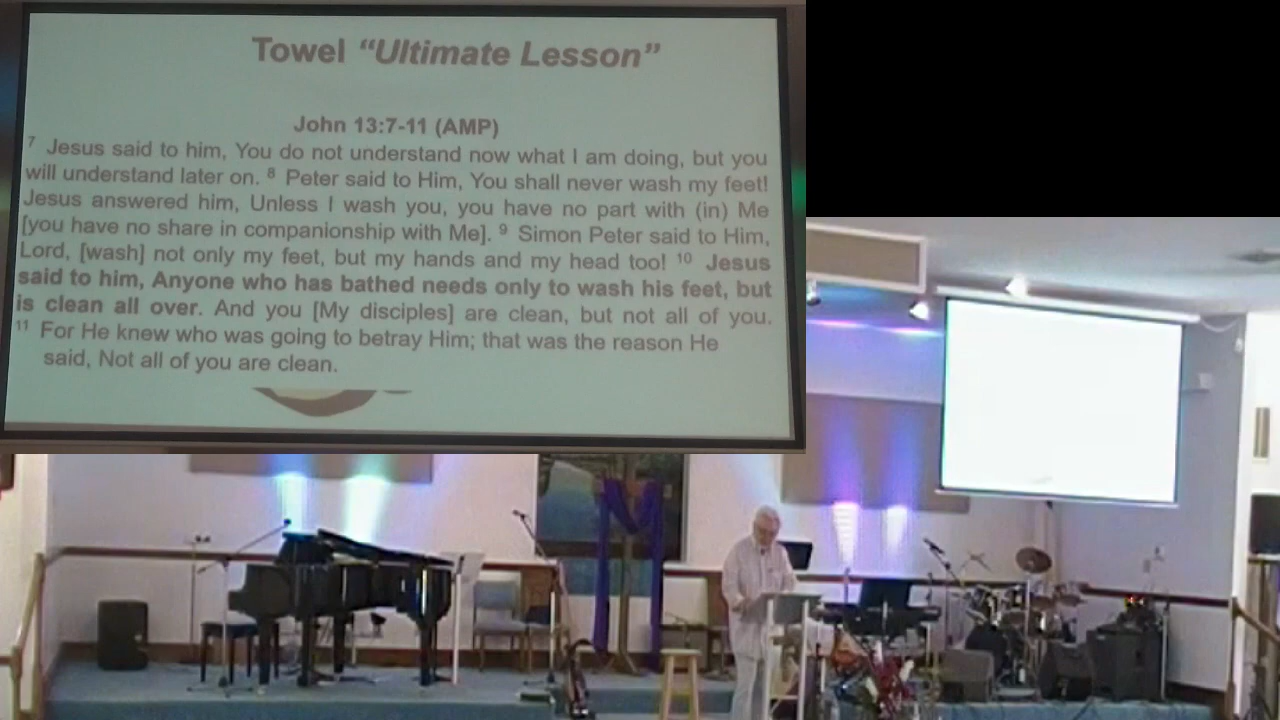 Towel “Ultimate Lesson”
John 13:7-11 (AMP)
7 Jesus said to him, You do not understand now what I am doing, but you
will understand later on. 8 Peter said to Him, You shall never wash my feet!
Jesus answered him, Unless I wash you, you have no part with (in) Me
[you have no share in companionship with Me]. 9 Simon Peter said to Him,
Lord, [wash] not only my feet, but my hands and my head too! 10 Jesus
said to him, Anyone who has bathed needs only to wash his feet, but
is clean all over. And you [My disciples] are clean, but not all of you.
11 For He knew who was going to betray Him; that was the reason He
said, Not all of you are clean.